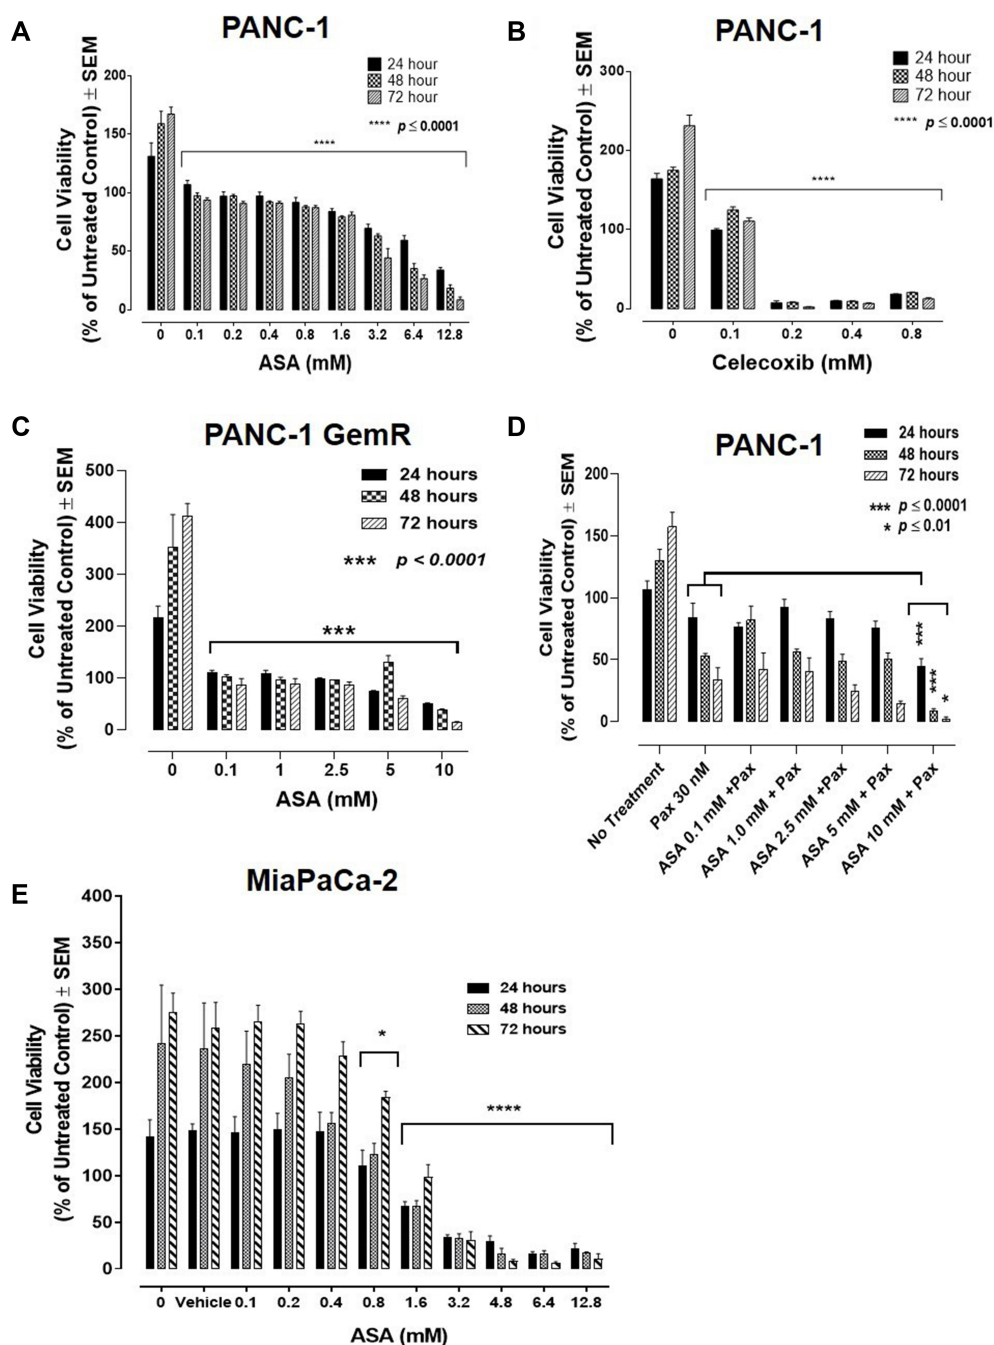 A
PANC-1
Cell Viability
(% of Untreated Control) ± SEM
200
150
100
50
0
24 hour
48 hour
72 hour
**** p ≤ 0.0001
****
0 0.1 0.2 0.4 0.8 1.6 3.2 6.4 12.8
ASA (mM)
B
PANC-1
Cell Viability
(% of Untreated Control) ± SEM
300
200
100
0
24 hour
48 hour
72 hour
**** p ≤ 0.0001
****
0 0.1 0.2 0.4 0.8
Celecoxib (mM)
C
PANC-1 GemR
Cell Viability
(% of Untreated Control) ± SEM
500
400
300
200
100
0
24 hours
48 hours
72 hours
*** p < 0.0001
***
0 0.1 1 2.5 5 10
ASA (mM)
D
PANC-1
Cell Viability
(% of Untreated Control) ± SEM
200
150
100
50
0
24 hours
48 hours
72 hours
*** p ≤ 0.0001
* p ≤ 0.01
***
***
*
No Treatment
Pax 30 nM
ASA 0.1 mM +Pax
ASA 1.0 mM + Pax
ASA 2.5 mM +Pax
ASA 5 mM + Pax
ASA 10 mM + Pax
E
MiaPaCa-2
Cell Viability
(% of Untreated Control) ± SEM
400
350
300
250
200
150
100
50
0
24 hours
48 hours
72 hours
*
****
0 Vehicle 0.1 0.2 0.4 0.8 1.6 3.2 4.8 6.4 12.8
ASA (mM)